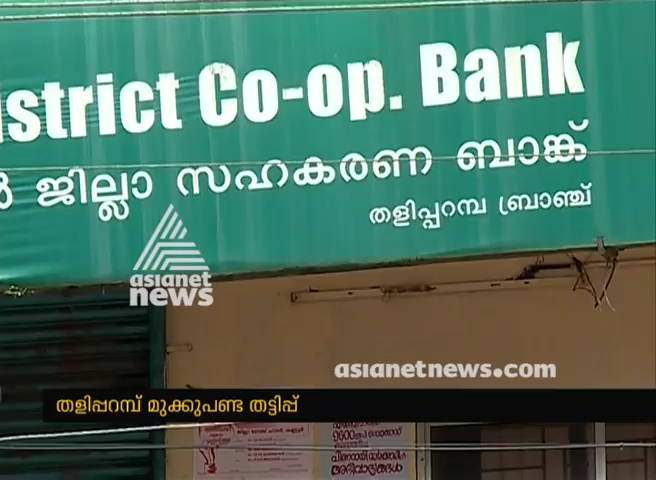 istrict Co-op. Bank
ൽ ജില്ലാ സഹകരണ ബാങ്ക്
തളിപ്പറമ്പ ബ്രാഞ്ച്
asianet
news
asianetnews.com
തളിപ്പറമ്പ് മുക്കുപണ്ട തട്ടിപ്പ്